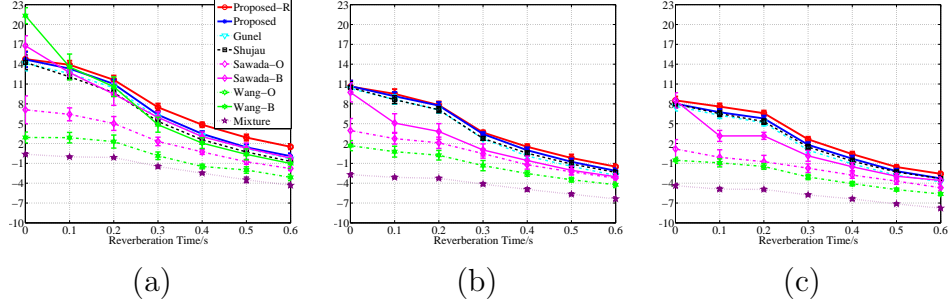 23
20
17
14
11
8
5
2
−1
−4
−7
−10
0 0.1 0.2 0.3 0.4 0.5 0.6
Reverberation Time/s
Proposed−R
Proposed
Gunel
Shujau
Sawada−O
Sawada−B
Wang−O
Wang−B
Mixture
(a)
23
20
17
14
11
8
5
2
−1
−4
−7
−10
0 0.1 0.2 0.3 0.4 0.5 0.6
Reverberation Time/s
(b)
23
20
17
14
11
8
5
2
−1
−4
−7
−10
0 0.1 0.2 0.3 0.4 0.5 0.6
Reverberation Time/s
(c)